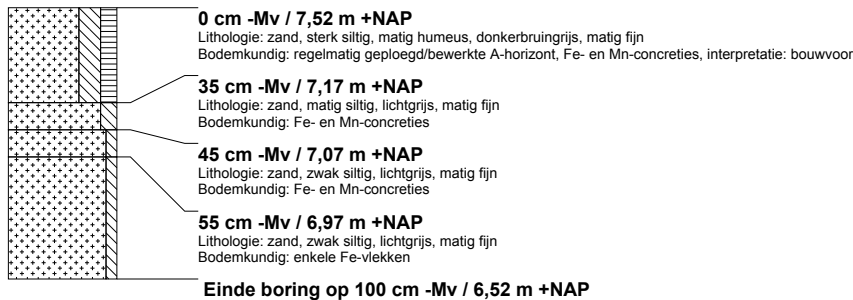 0 cm -Mv / 7,52 m +NAP
Lithologie: zand, sterk siltig, matig humeus, donkerbruingrijs, matig fijn
Bodemkundig: regelmatig geploegd/bewerkte A-horizont, Fe- en Mn-concreties, interpretatie: bouwvoor
35 cm -Mv / 7,17 m +NAP
Lithologie: zand, matig siltig, lichtgrijs, matig fijn
Bodemkundig: Fe- en Mn-concreties
45 cm -Mv / 7,07 m +NAP
Lithologie: zand, zwak siltig, lichtgrijs, matig fijn
Bodemkundig: Fe- en Mn-concreties
55 cm -Mv / 6,97 m +NAP
Lithologie: zand, zwak siltig, lichtgrijs, matig fijn
Bodemkundig: enkele Fe-vlekken
Einde boring op 100 cm -Mv / 6,52 m +NAP